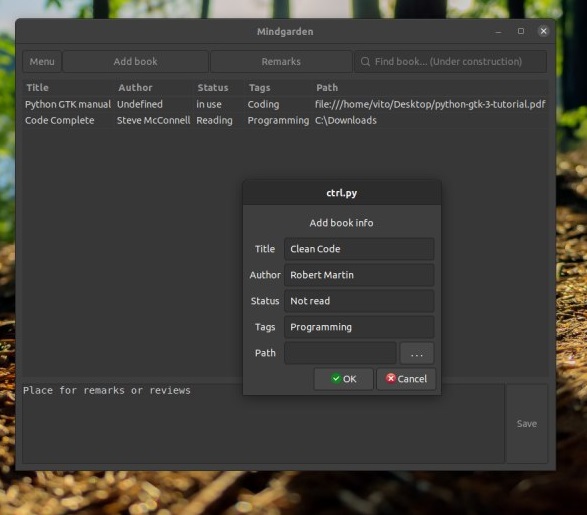 Mindgarden
Menu Add book Remarks Find book... (Under construction)
Title Author Status Tags Path
Python GTK manual Undefined in use Coding file:///home/vito/Desktop/python-gtk-3-tutorial.pdf
Code Complete Steve McConnell Reading Programming C:\Downloads
ctrl.py
Add book info
Title Clean Code
Author Robert Martin
Status Not read
Tags Programming
Path ...
OK Cancel
Place for remarks or reviews
Save